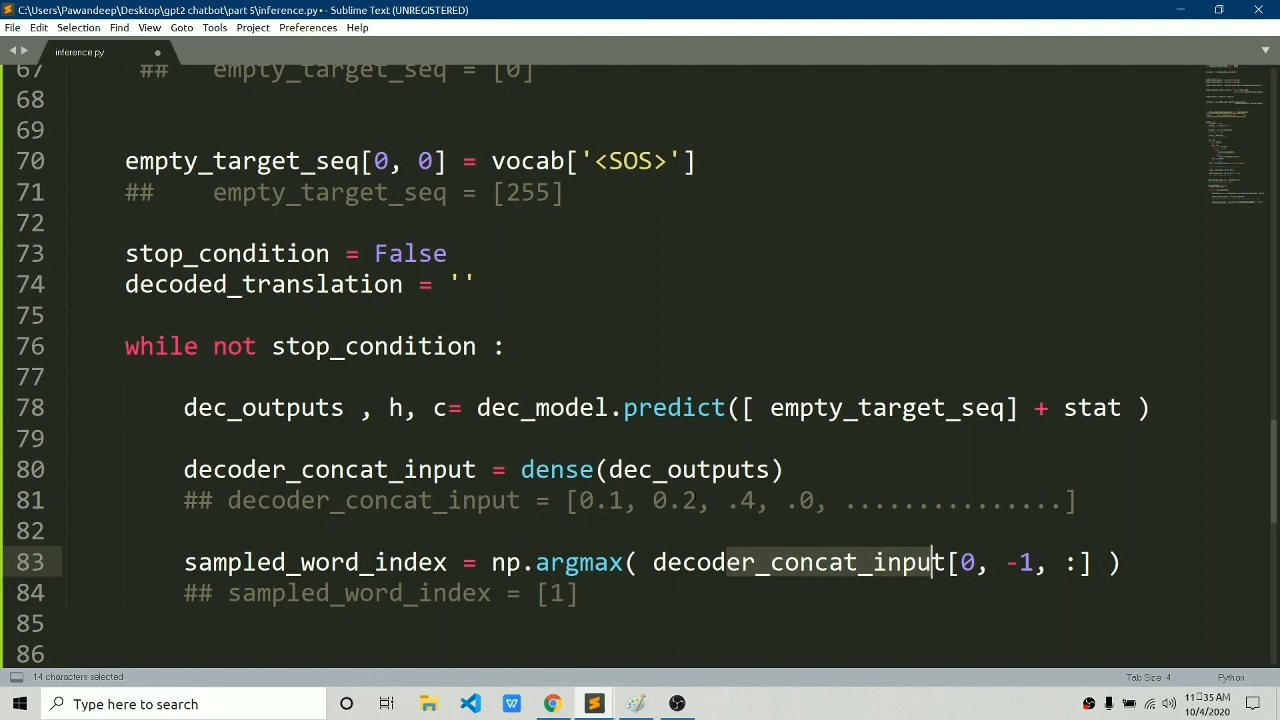 C:\Users\Pawandeep\Desktop\gpt2 chatbot\part 5\inference.py • - Sublime Text (UNREGISTERED)
File Edit Selection Find View Goto Tools Project Preferences Help
inference.py
67 ## empty_target_seq = [0]
68
69
70 empty_target_seq[0, 0] = vocab['<SOS>']
71 ## empty_target_seq = [225]
72
73 stop_condition = False
74 decoded_translation = ''
75
76 while not stop_condition :
77
78 dec_outputs , h, c= dec_model.predict([ empty_target_seq] + stat )
79
80 decoder_concat_input = dense(dec_outputs)
81 ## decoder_concat_input = [0.1, 0.2, .4, .0, ...............]
82
83 sampled_word_index = np.argmax( decoder_concat_input[0, -1, :] )
84 ## sampled_word_index = [1]
85
86
14 characters selected Tab Size: 4 Python
Type here to search
11:35 AM
10/4/2020